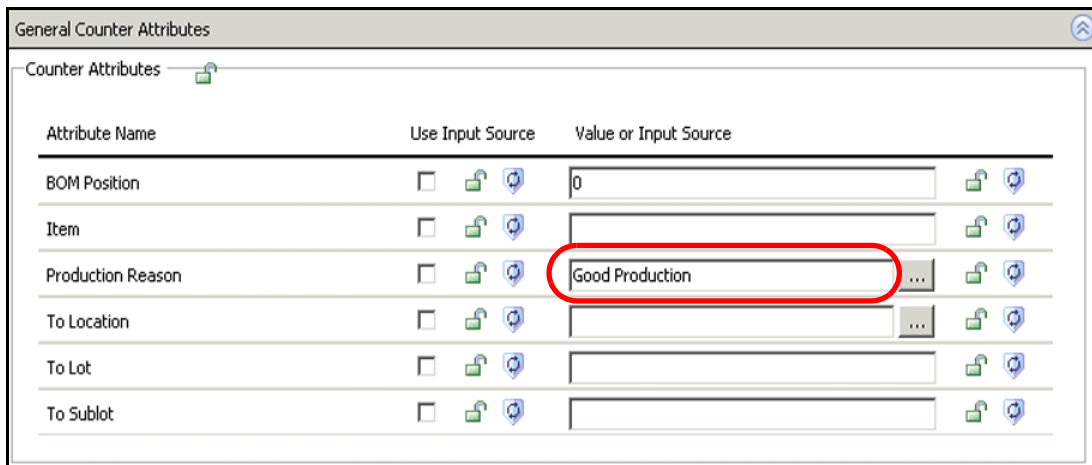 General Counter Attributes
Counter Attributes
Attribute Name Use Input Source Value or Input Source
BOM Position 0
Item
Production Reason Good Production ...
To Location ...
To Lot
To Sublot